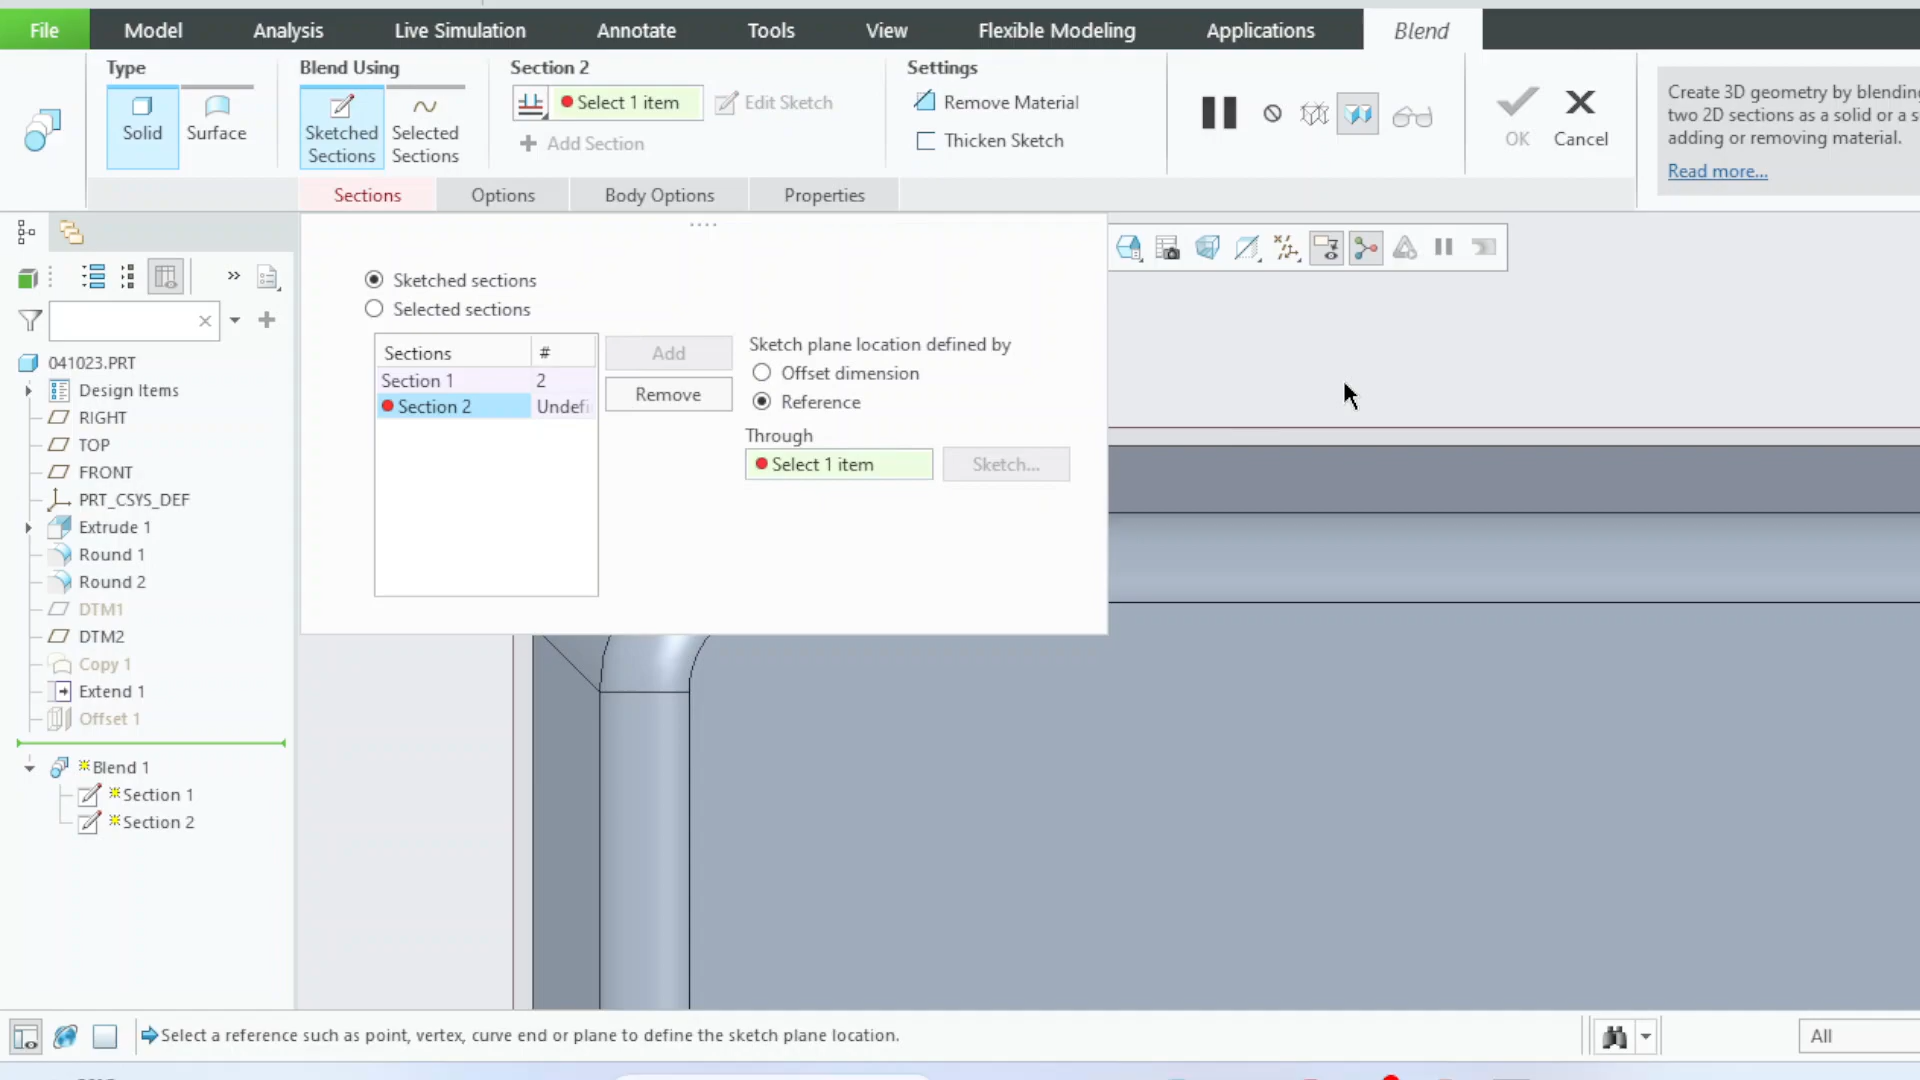 File Model Analysis Live Simulation Annotate Tools View Flexible Modeling Applications Blend
Type Blend Using Section 2 Settings
Solid Surface Sketched Sections Selected Sections
Select 1 item Edit Sketch
Add Section
Remove Material
Thicken Sketch
OK Cancel
Create 3D geometry by blending
two 2D sections as a solid or a s
adding or removing material.
Read more...
Sections Options Body Options Properties
Sketched sections
Selected sections
Sections #
Section 1 2
Section 2 Undefi
Add
Remove
Sketch plane location defined by
Offset dimension
Reference
Through
Select 1 item Sketch...
041023.PRT
Design Items
RIGHT
TOP
FRONT
PRT_CSYS_DEF
Extrude 1
Round 1
Round 2
DTM1
DTM2
Copy 1
Extend 1
Offset 1
Blend 1
Section 1
Section 2
Select a reference such as point, vertex, curve end or plane to define the sketch plane location.
All